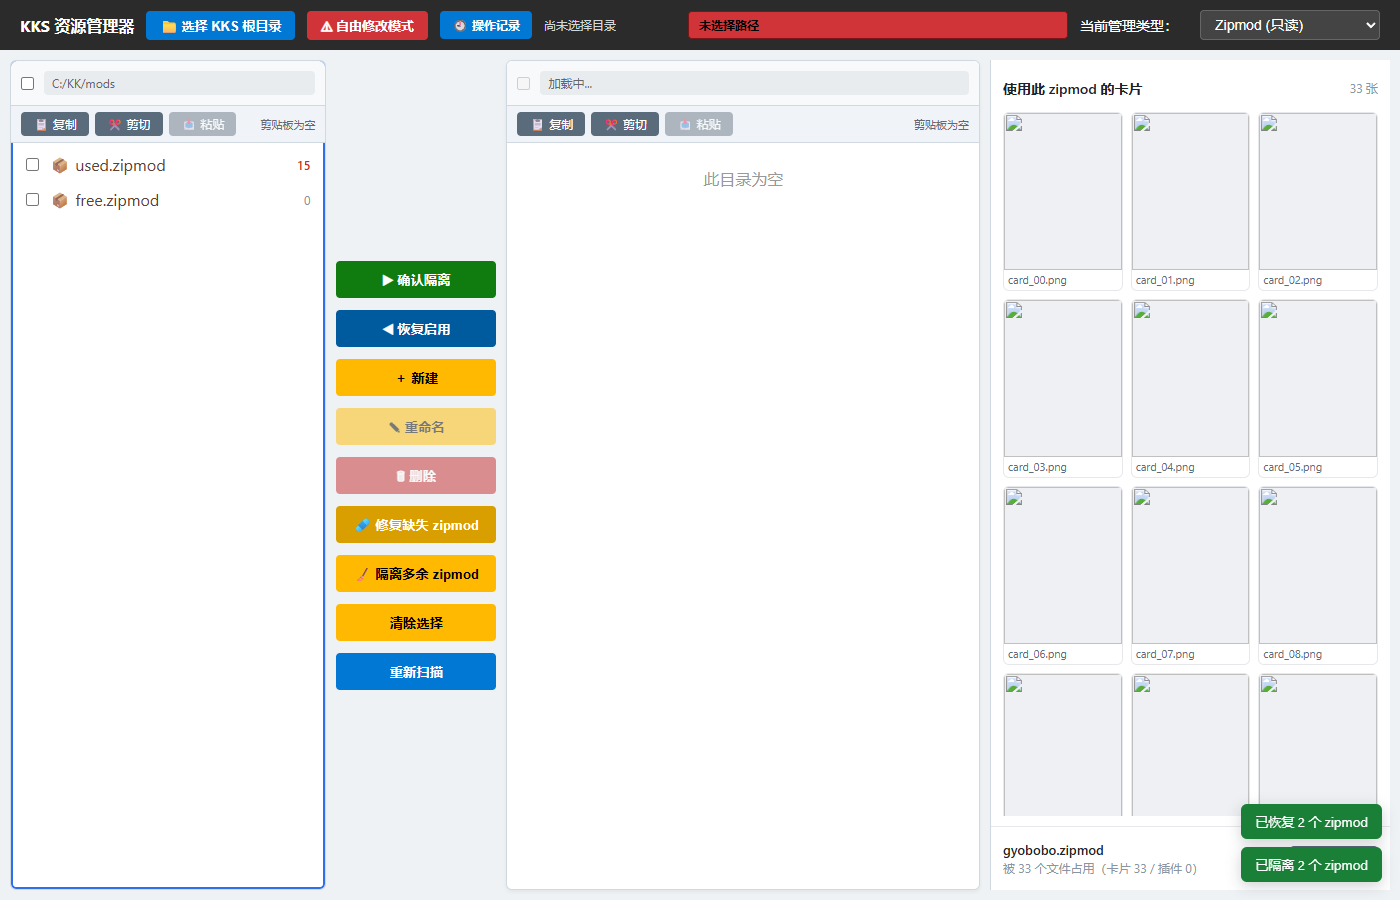 KKS 资源管理器
选择 KKS 根目录
自由修改模式
操作记录
尚未选择目录
未选择路径
当前管理类型：
Zipmod (只读)
C:/KK/mods
复制
剪切
粘贴
剪贴板为空
used.zipmod
15
free.zipmod
0
▶ 确认隔离
◀ 恢复启用
+ 新建
重命名
删除
修复缺失 zipmod
隔离多余 zipmod
清除选择
重新扫描
加载中...
复制
剪切
粘贴
剪贴板为空
此目录为空
使用此 zipmod 的卡片
33 张
card_00.png
card_01.png
card_02.png
card_03.png
card_04.png
card_05.png
card_06.png
card_07.png
card_08.png
gyobobo.zipmod
被 33 个文件占用（卡片 33 / 插件 0）
已恢复 2 个 zipmod
已隔离 2 个 zipmod